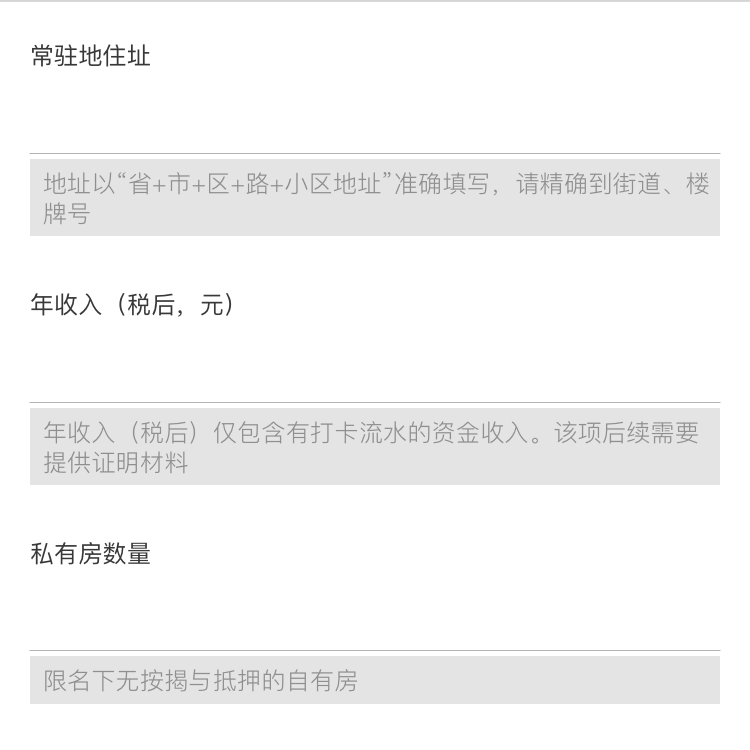 常驻地住址
地址以“省+市+区+路+小区地址”准确填写，请精确到街道、楼
牌号
年收入（税后，元）
年收入（税后）仅包含有打卡流水的资金收入。该项后续需要
提供证明材料
私有房数量
限名下无按揭与抵押的自有房